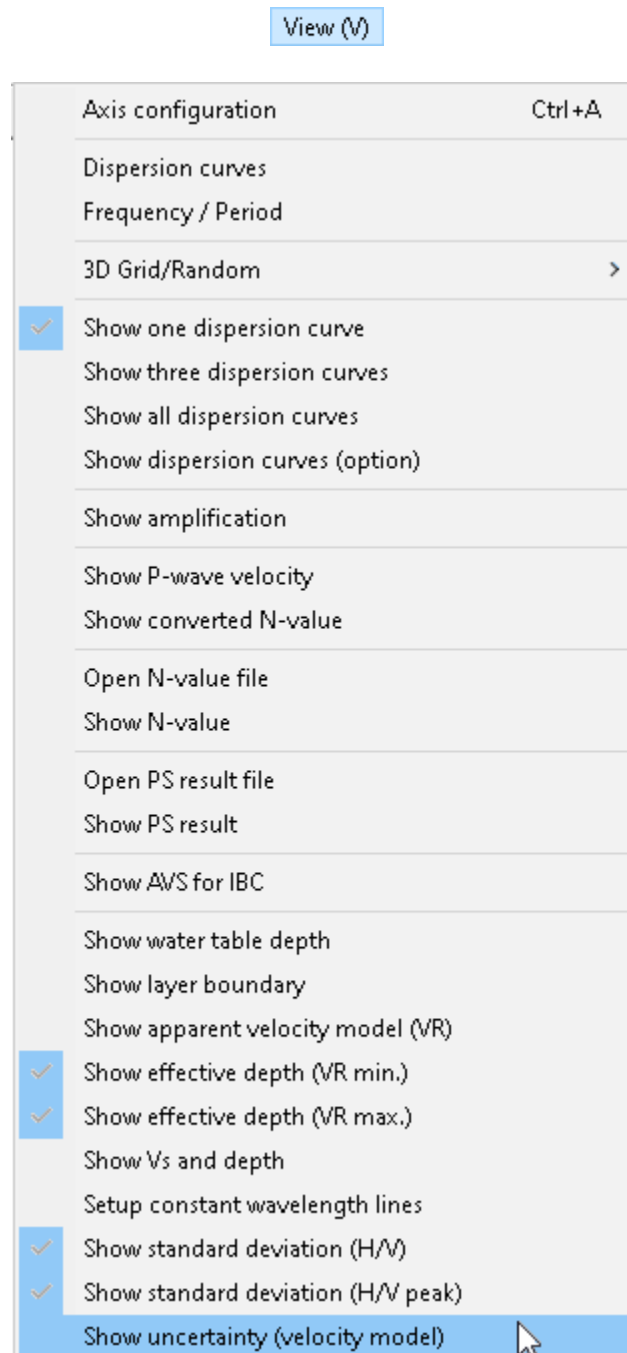 View (V)
Axis configuration Ctrl+A
Dispersion curves
Frequency / Period
3D Grid/Random
Show one dispersion curve
Show three dispersion curves
Show all dispersion curves
Show dispersion curves (option)
Show amplification
Show P-wave velocity
Show converted N-value
Open N-value file
Show N-value
Open PS result file
Show PS result
Show AVS for IBC
Show water table depth
Show layer boundary
Show apparent velocity model (VR)
Show effective depth (VR min.)
Show effective depth (VR max.)
Show Vs and depth
Setup constant wavelength lines
Show standard deviation (H/V)
Show standard deviation (H/V peak)
Show uncertainty (velocity model)